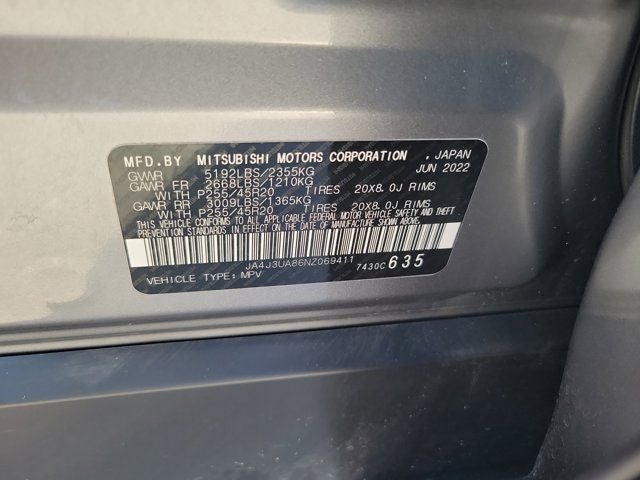 MFD.BY MITSUBISHI MOTORS CORPORATION . JAPAN
GVWR 5192LBS/2355KG JUN 2022
GAWR FR 2668LBS/1210KG
WITH P255/45R20 TIRES 20X8.0J RIMS
GAWR RR 3009LBS/1365KG
WITH P255/45R20 TIRES 20X8.0J RIMS
THIS VEHICLE CONFORMS TO ALL APPLICABLE FEDERAL MOTOR VEHICLE SAFETY AND THEFT
PREVENTION STANDARDS IN EFFECT ON THE DATE OF MANUFACTURE SHOWN ABOVE.
JA4J3UA86NZ069411 7430C 635
VEHICLE TYPE: MPV